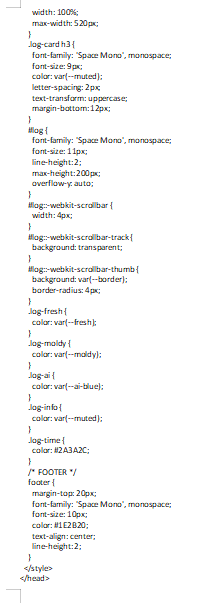 width: 100%;
max-width: 520px;
}
.log-card h3 {
font-family: 'Space Mono', monospace;
font-size: 9px;
color: var(--muted);
letter-spacing: 2px;
text-transform: uppercase;
margin-bottom: 12px;
}
#log {
font-family: 'Space Mono', monospace;
font-size: 11px;
line-height: 2;
max-height: 200px;
overflow-y: auto;
}
#log::-webkit-scrollbar {
width: 4px;
}
#log::-webkit-scrollbar-track {
background: transparent;
}
#log::-webkit-scrollbar-thumb {
background: var(--border);
border-radius: 4px;
}
.log-fresh {
color: var(--fresh);
}
.log-moldy {
color: var(--moldy);
}
.log-ai {
color: var(--ai-blue);
}
.log-info {
color: var(--muted);
}
.log-time {
color: #2A3A2C;
}
/* FOOTER */
footer {
margin-top: 20px;
font-family: 'Space Mono', monospace;
font-size: 10px;
color: #1E2B20;
text-align: center;
line-height: 2;
}
</style>
</head>